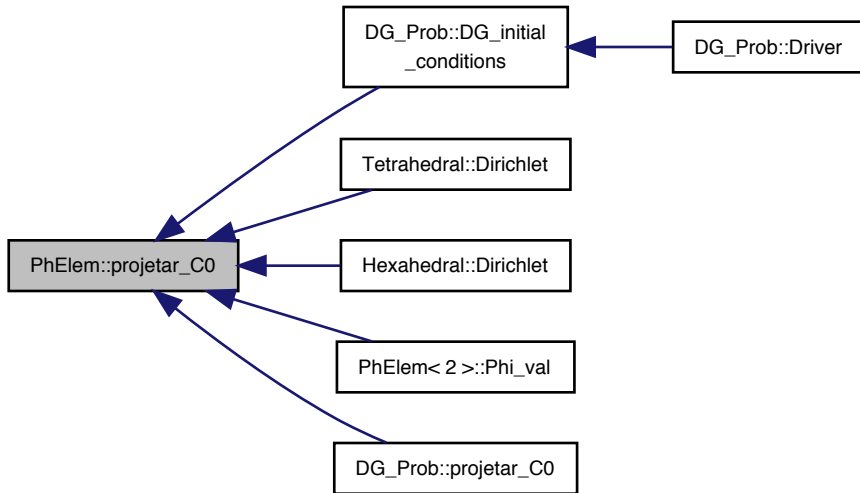 DG_Prob::DG_initial
_conditions
DG_Prob::Driver
Tetrahedral::Dirichlet
PhElem::projetar_C0
Hexahedral::Dirichlet
PhElem< 2 >::Phi_val
DG_Prob::projetar_C0